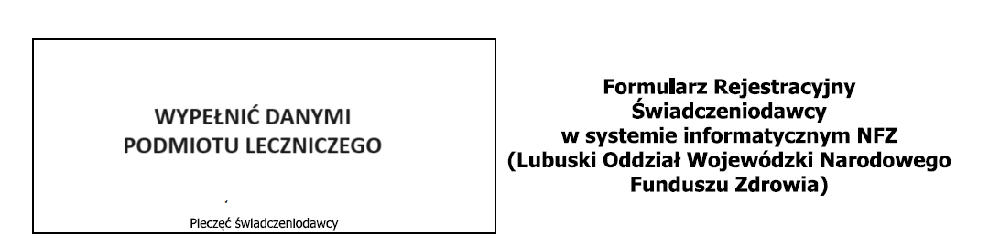 WYPEŁNIĆ DANYMI
PODMIOTU LECZNICZEGO
Pieczęć świadczeniodawcy
Formularz Rejestracyjny
Świadczeniodawcy
w systemie informatycznym NFZ
(Lubuski Oddział Wojewódzki Narodowego
Funduszu Zdrowia)